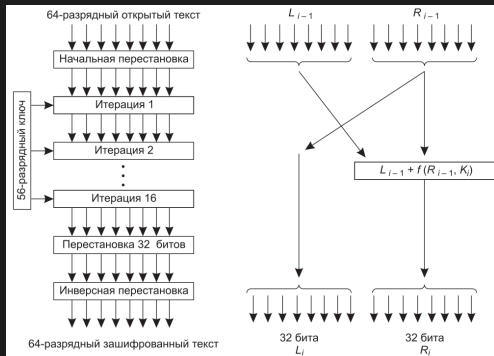 64-разрядный открытый текст
Начальная перестановка
56-разрядный ключ
Итерация 1
Итерация 2
Итерация 16
Перестановка 32 битов
Инверсная перестановка
64-разрядный зашифрованный текст
L i – 1
R i – 1
L i – 1 + f (R i – 1, K i)
32 бита
L i
32 бита
R i